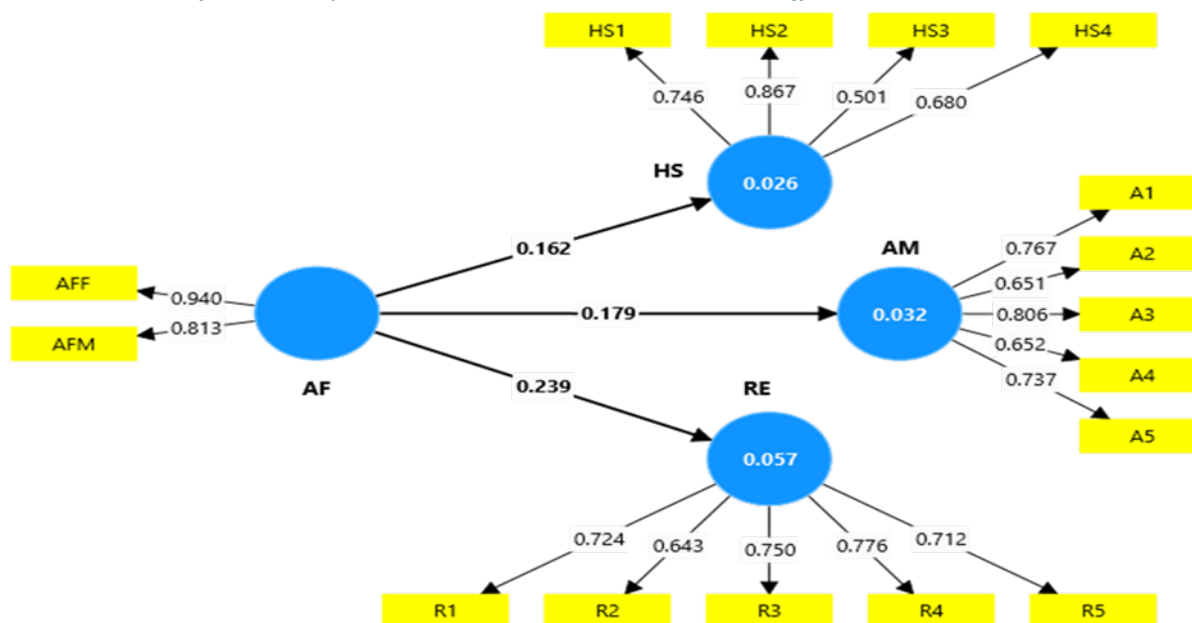 HS1 HS2 HS3 HS4
0.746 0.867 0.501 0.680
HS 0.026
A1
0.162
AM
0.767
A2
AFF
0.940
0.651
0.179
0.032
0.806
A3
0.813
AFM
0.652
A4
0.737
AF
0.239
RE
A5
0.057
0.724 0.643 0.750 0.776 0.712
R1 R2 R3 R4 R5